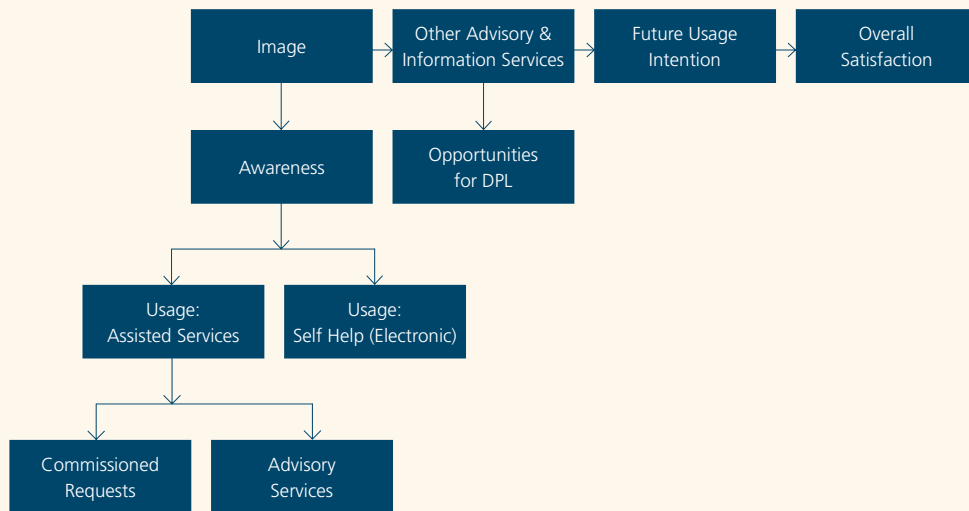 Image
Other Advisory &
Information Services
Future Usage
Intention
Overall
Satisfaction
Awareness
Opportunities
for DPL
Usage:
Assisted Services
Usage:
Self Help (Electronic)
Commissioned
Requests
Advisory
Services